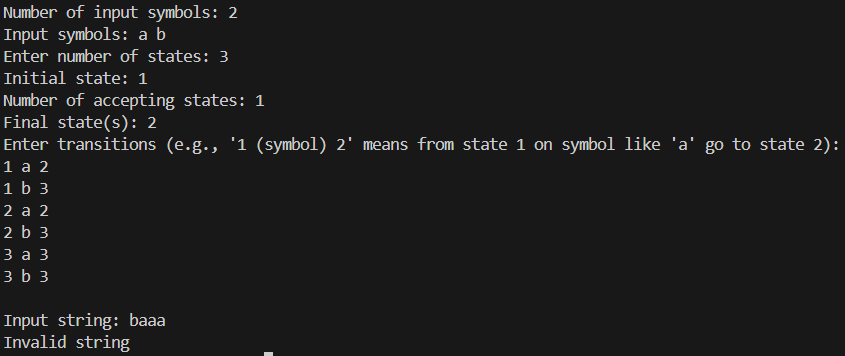 Number of input symbols: 2
Input symbols: a b
Enter number of states: 3
Initial state: 1
Number of accepting states: 1
Final state(s): 2
Enter transitions (e.g., '1 (symbol) 2' means from state 1 on symbol like 'a' go to state 2):
1 a 2
1 b 3
2 a 2
2 b 3
3 a 3
3 b 3
Input string: baaa
Invalid string